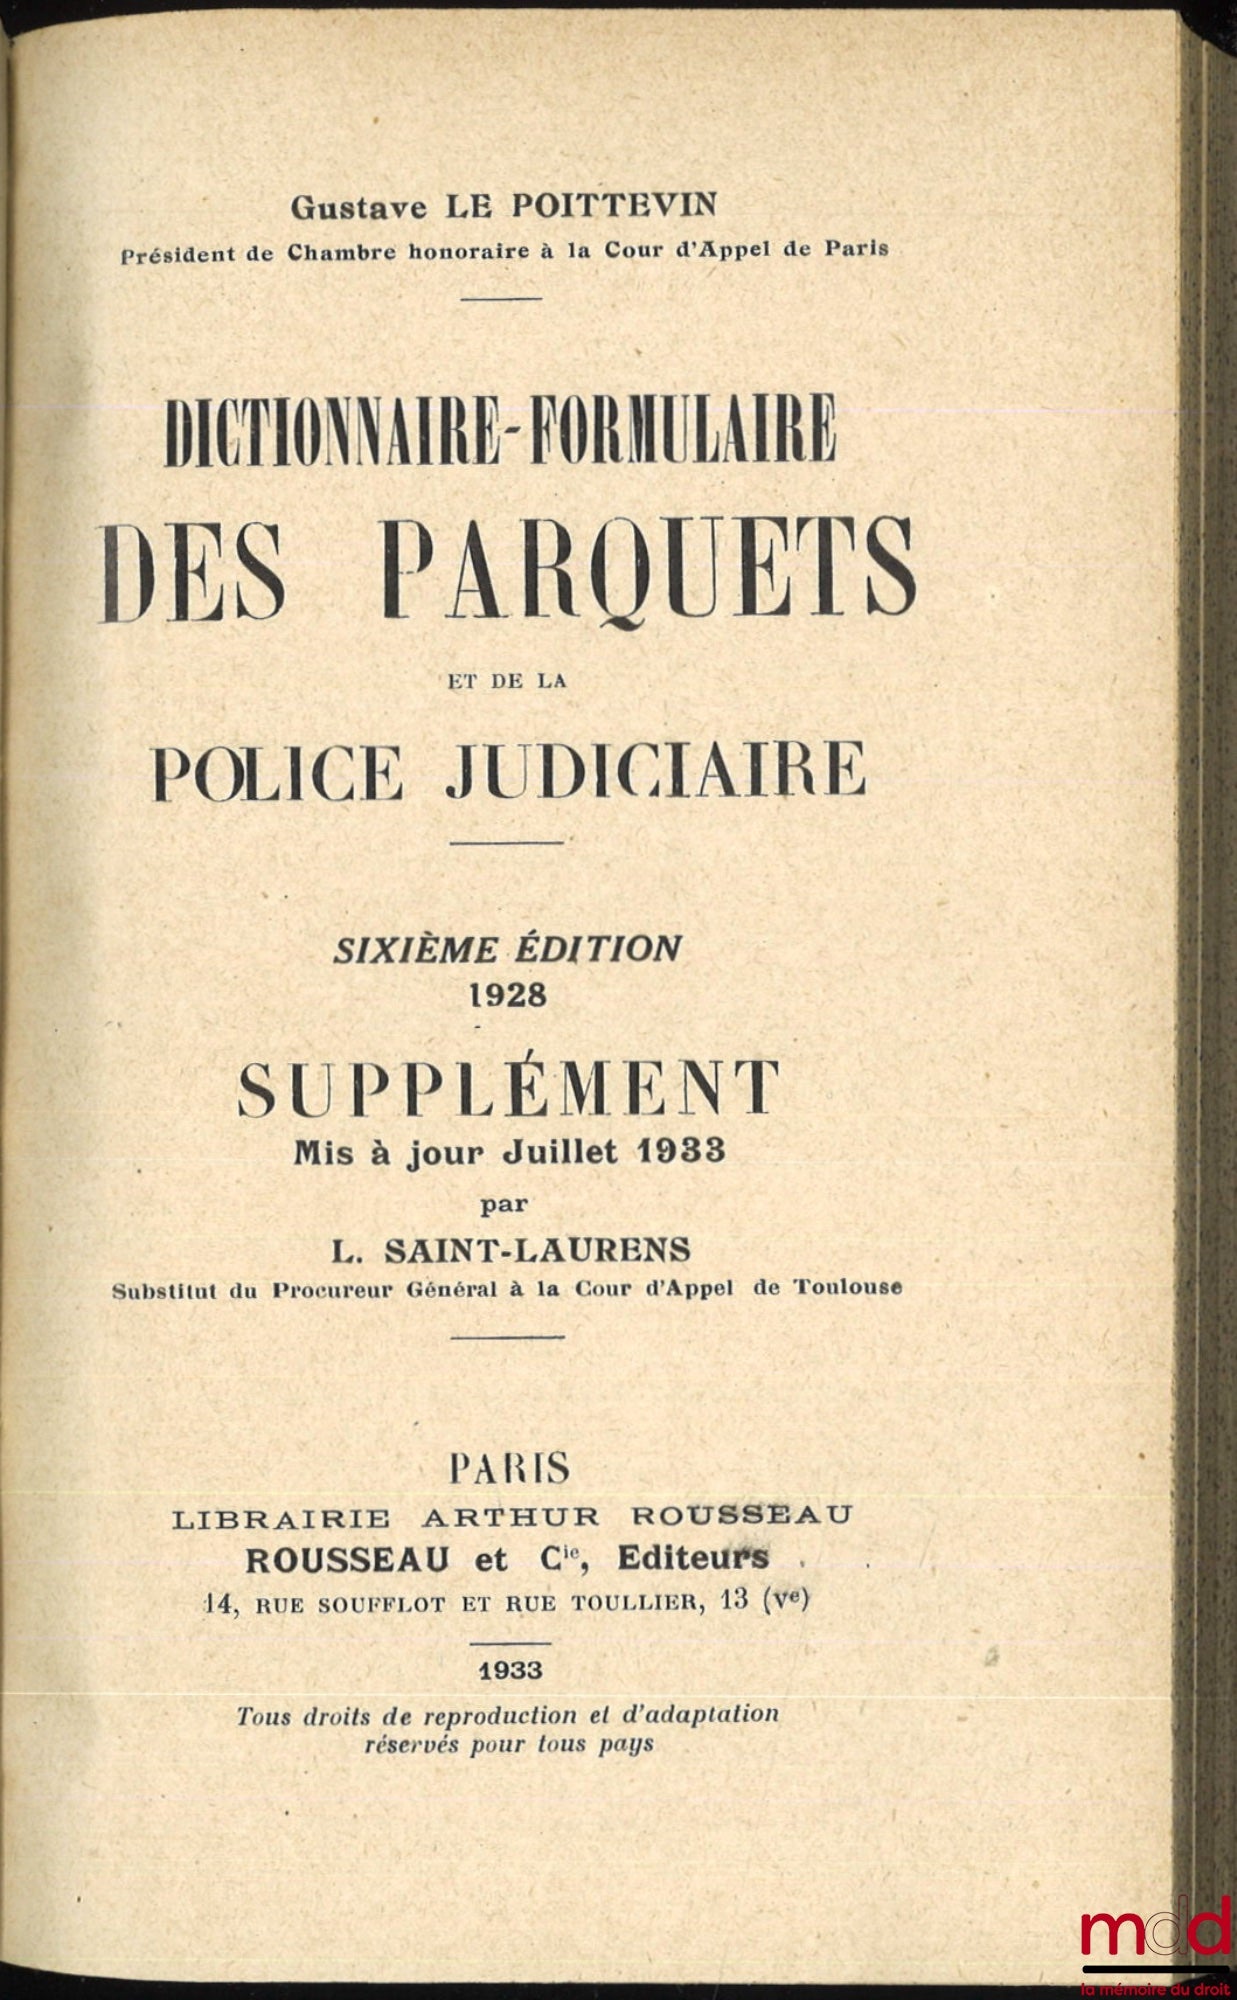 Gustave LE POITTEVIN
Président de Chambre honoraire à la Cour d'Appel de Paris
DICTIONNAIRE-FORMULAIRE
DES PARQUETS
ET DE LA
POLICE JUDICIAIRE
SIXIÈME ÉDITION
1928
SUPPLÉMENT
Mis à jour Juillet 1933
par
L. SAINT-LAURENS
Substitut du Procureur Général à la Cour d'Appel de Toulouse
PARIS
LIBRAIRIE ARTHUR ROUSSEAU
ROUSSEAU et Cie, Editeurs
14, RUE SOUFFLOT ET RUE TOULLIER, 13 (Ve)
1933
Tous droits de reproduction et d'adaptation
réservés pour tous pays
mdd
la mémoire du droit